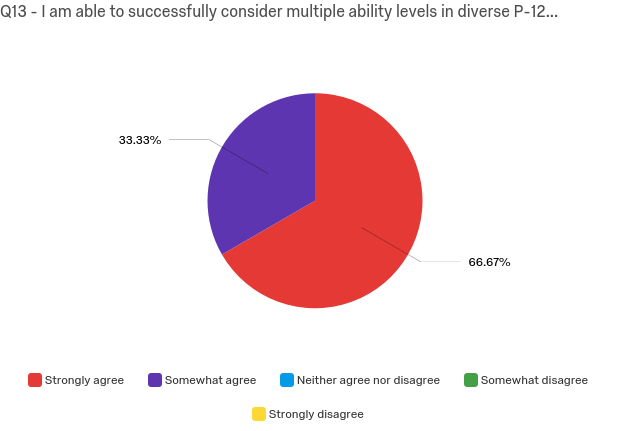 Q13 - I am able to successfully consider multiple ability levels in diverse P-12...
33.33%
66.67%
Strongly agree Somewhat agree Neither agree nor disagree Somewhat disagree
Strongly disagree